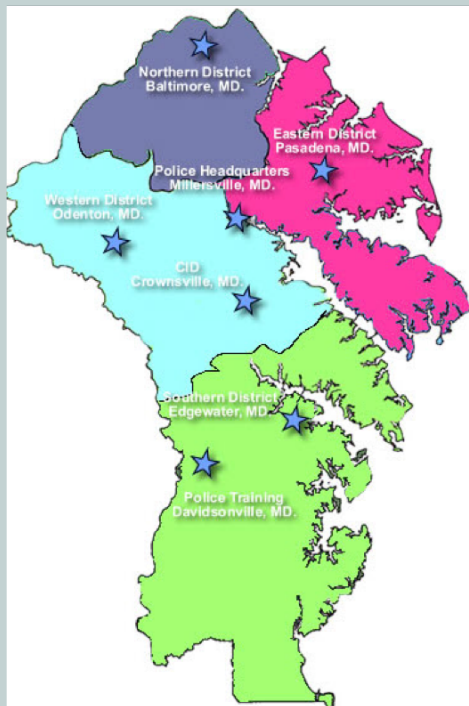 Northern District
Baltimore, MD.
Eastern District
Pasadena, MD.
Police Headquarters
Millersville, MD.
Western District
Odenton, MD.
CID
Crownsville, MD.
Southern District
Edgewater, MD.
Police Training
Davidsonville, MD.